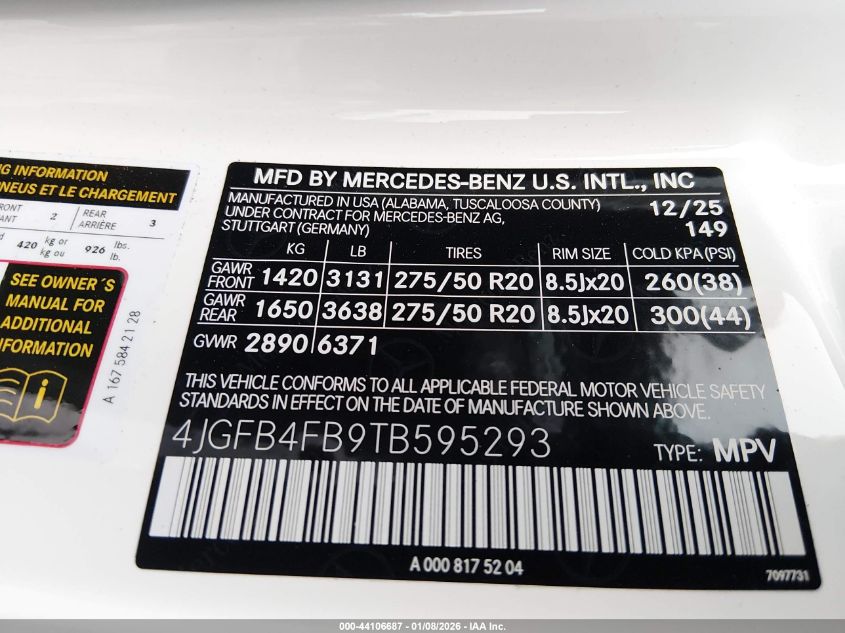 NG INFORMATION
NEUS ET LE CHARGEMENT
FRONT
ANT
2
REAR
ARRIÈRE
3
420 kg or
kg ou
926 lbs.
lb.
SEE OWNER´S
MANUAL FOR
ADDITIONAL
INFORMATION
A 167 584 21 28
MFD BY MERCEDES-BENZ U.S. INTL., INC
MANUFACTURED IN USA (ALABAMA, TUSCALOOSA COUNTY) 12/25
UNDER CONTRACT FOR MERCEDES-BENZ AG, 149
STUTTGART (GERMANY)
KG LB TIRES RIM SIZE COLD KPA (PSI)
GAWR
FRONT 1420 3131 275/50 R20 8.5Jx20 260(38)
GAWR
REAR 1650 3638 275/50 R20 8.5Jx20 300(44)
GVWR 2890 6371
THIS VEHICLE CONFORMS TO ALL APPLICABLE FEDERAL MOTOR VEHICLE SAFETY
STANDARDS IN EFFECT ON THE DATE OF MANUFACTURE SHOWN ABOVE.
4JGFB4FB9TB595293 TYPE: MPV
A 000 817 52 04
7097731
000-44106687 - 01/08/2026 - IAA Inc.